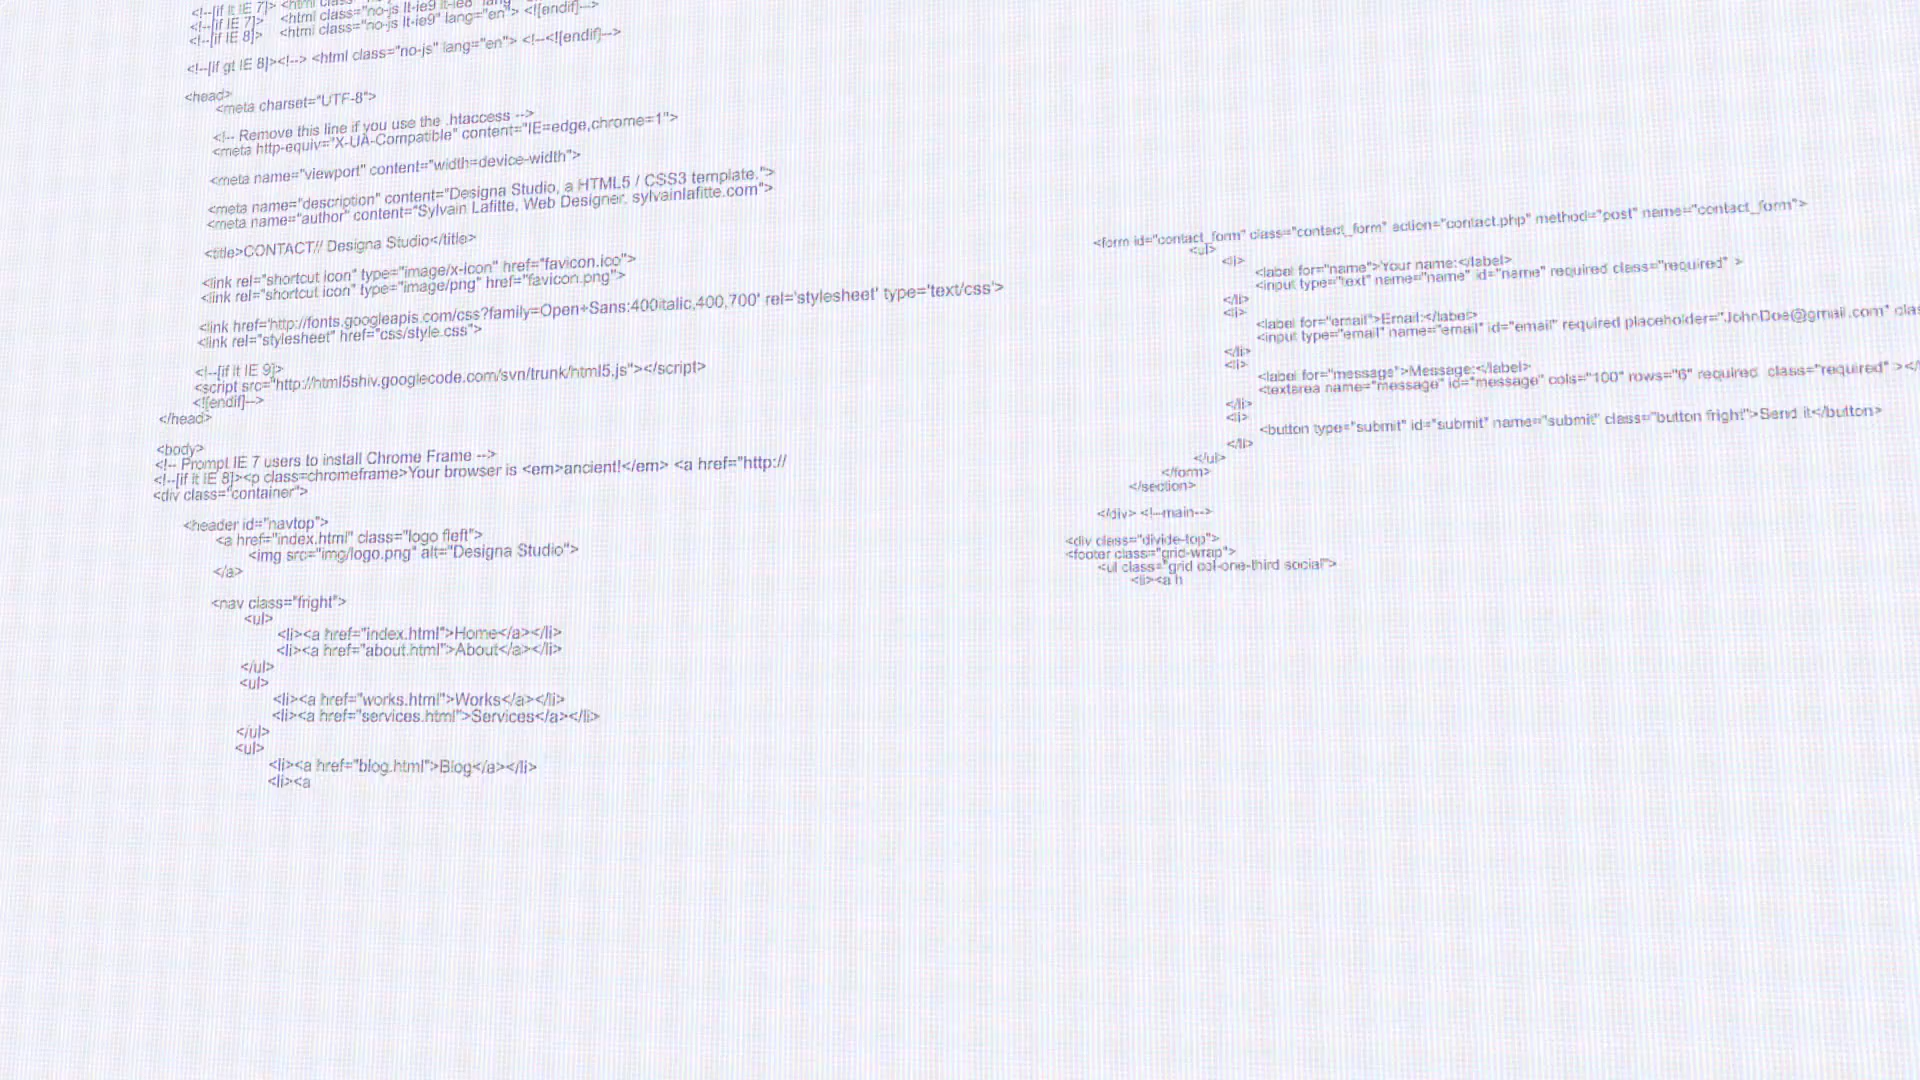 <!--[if lt IE 7]> <html class=
<!--[if IE 7]> <html class="no-js lt-ie9 lt-ie8" lang=
<!--[if IE 8]> <html class="no-js lt-ie9" lang="en"> <![endif]-->
<!--[if gt IE 8]><!--> <html class="no-js" lang="en"> <!--<![endif]-->
<head>
<meta charset="UTF-8">
<!-- Remove this line if you use the .htaccess -->
<meta http-equiv="X-UA-Compatible" content="IE=edge,chrome=1">
<meta name="viewport" content="width=device-width">
<meta name="description" content="Designa Studio, a HTML5 / CSS3 template.">
<meta name="author" content="Sylvain Lafitte, Web Designer, sylvainlafitte.com">
<title>CONTACT// Designa Studio</title>
<link rel="shortcut icon" type="image/x-icon" href="favicon.ico">
<link rel="shortcut icon" type="image/png" href="favicon.png">
<link href='http://fonts.googleapis.com/css?family=Open+Sans:400italic,400,700' rel='stylesheet' type='text/css'>
<link rel="stylesheet" href="css/style.css">
<!--[if lt IE 9]>
<script src="http://html5shiv.googlecode.com/svn/trunk/html5.js"></script>
<![endif]-->
</head>
<body>
<!-- Prompt IE 7 users to install Chrome Frame -->
<!--[if lt IE 8]><p class=chromeframe>Your browser is <em>ancient!</em> <a href="http://
<div class="container">
<header id="navtop">
<a href="index.html" class="logo fleft">
<img src="img/logo.png" alt="Designa Studio">
</a>
<nav class="fright">
<ul>
<li><a href="index.html">Home</a></li>
<li><a href="about.html">About</a></li>
</ul>
<ul>
<li><a href="works.html">Works</a></li>
<li><a href="services.html">Services</a></li>
</ul>
<ul>
<li><a href="blog.html">Blog</a></li>
<li><a
<form id="contact_form" class="contact_form" action="contact.php" method="post" name="contact_form">
<ul>
<li>
<label for="name">Your name:</label>
<input type="text" name="name" id="name" required class="required" >
</li>
<li>
<label for="email">Email:</label>
<input type="email" name="email" id="email" required placeholder="JohnDoe@gmail.com" clas
</li>
<li>
<label for="message">Message:</label>
<textarea name="message" id="message" cols="100" rows="6" required class="required" ></
</li>
<li>
<button type="submit" id="submit" name="submit" class="button fright">Send it</button>
</li>
</ul>
</form>
</section>
</div> <!--main-->
<div class="divide-top">
<footer class="grid-wrap">
<ul class="grid col-one-third social">
<li><a h